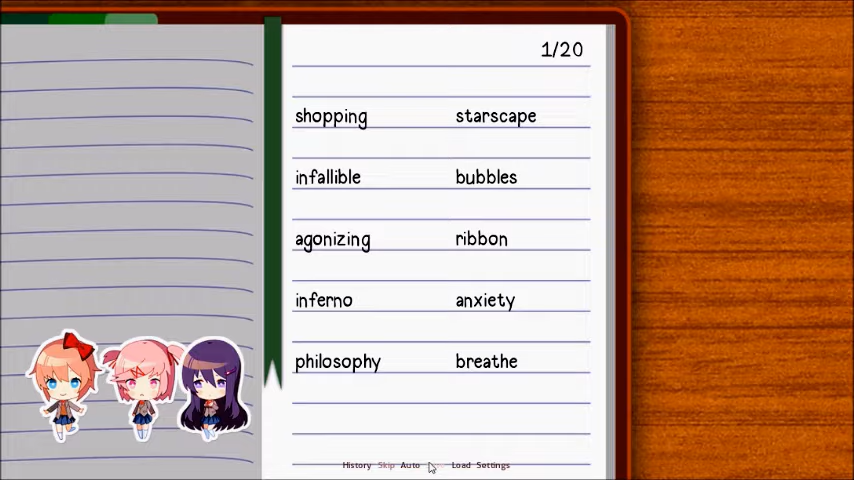 1/20
shopping starscape
infallible bubbles
agonizing ribbon
inferno anxiety
philosophy breathe
History Skip Auto Load Settings